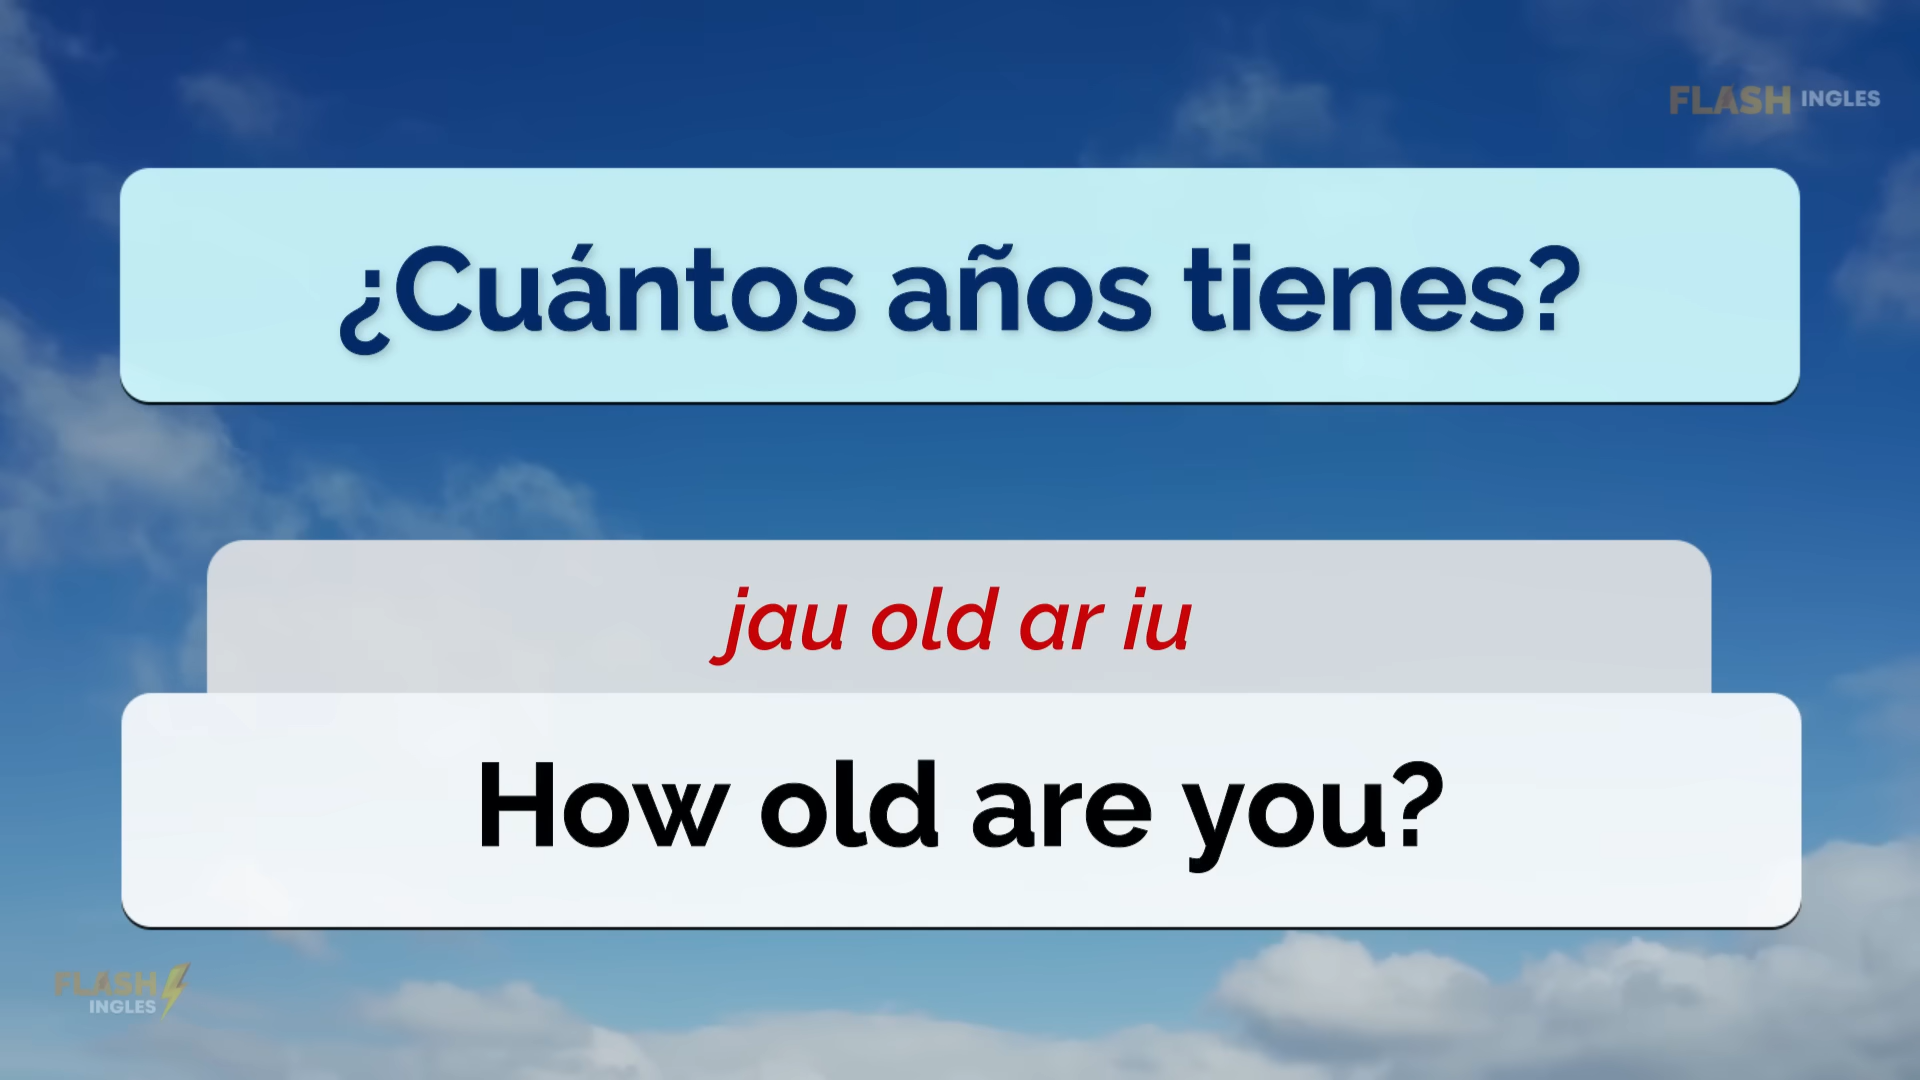 FLASH INGLES
¿Cuántos años tienes?
jau old ar iu
How old are you?
FLASH
INGLES